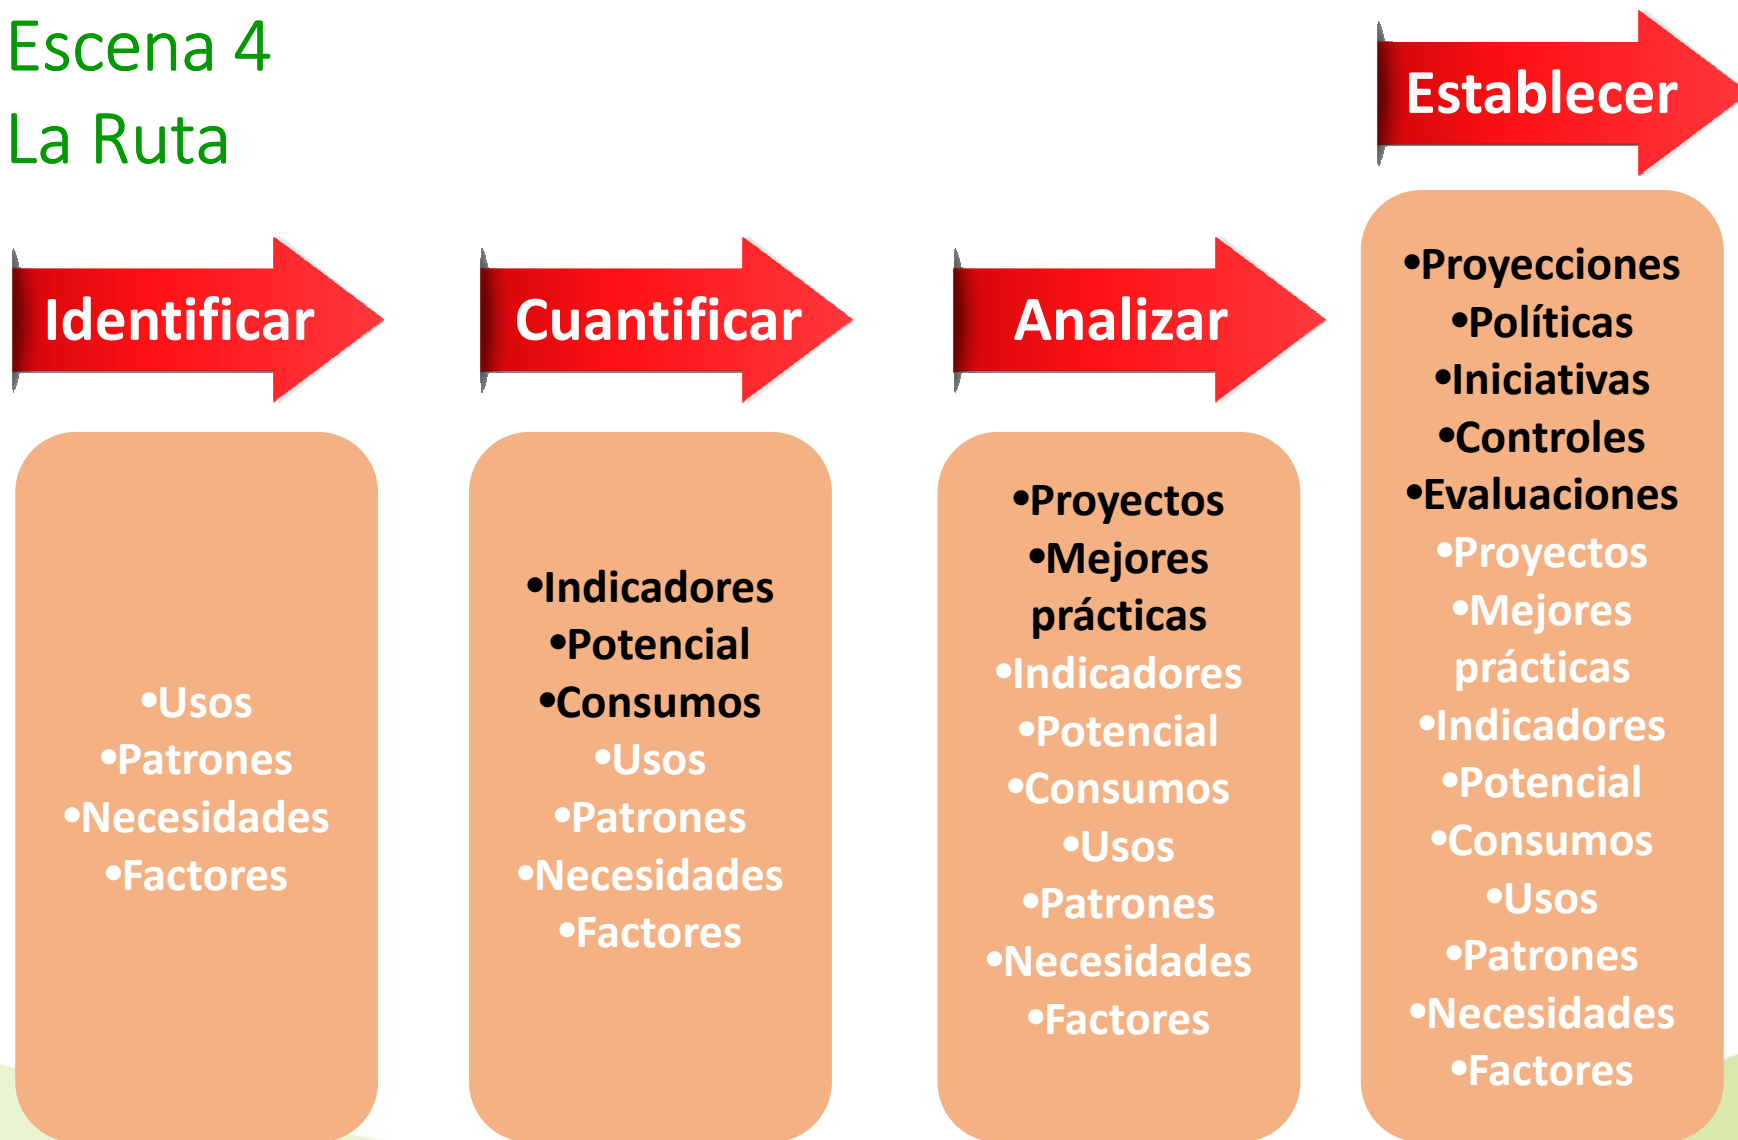 Escena 4
La Ruta
Identificar
•Usos
•Patrones
•Necesidades
•Factores
Cuantificar
•Indicadores
•Potencial
•Consumos
•Usos
•Patrones
•Necesidades
•Factores
Analizar
•Proyectos
•Mejores
prácticas
•Indicadores
•Potencial
•Consumos
•Usos
•Patrones
•Necesidades
•Factores
Establecer
•Proyecciones
•Políticas
•Iniciativas
•Controles
•Evaluaciones
•Proyectos
•Mejores
prácticas
•Indicadores
•Potencial
•Consumos
•Usos
•Patrones
•Necesidades
•Factores